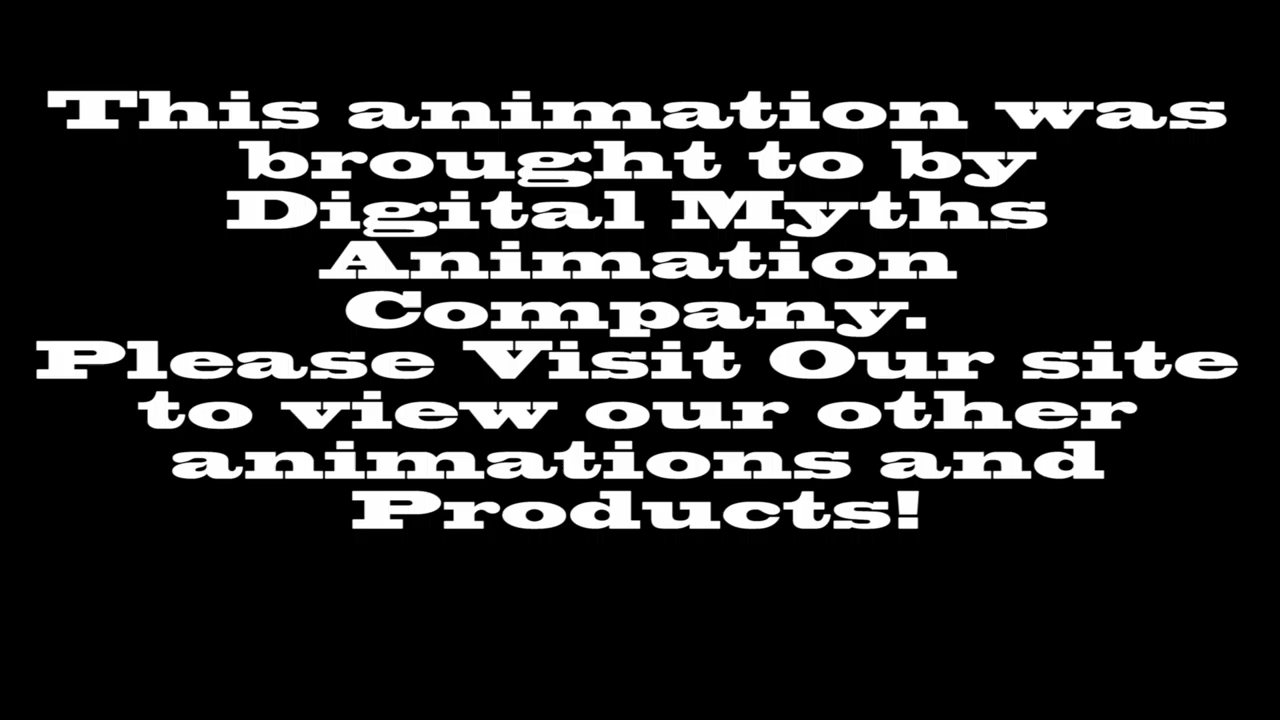 This animation was
brought to by
Digital Myths
Animation
Company.
Please Visit Our site
to view our other
animations and
Products!